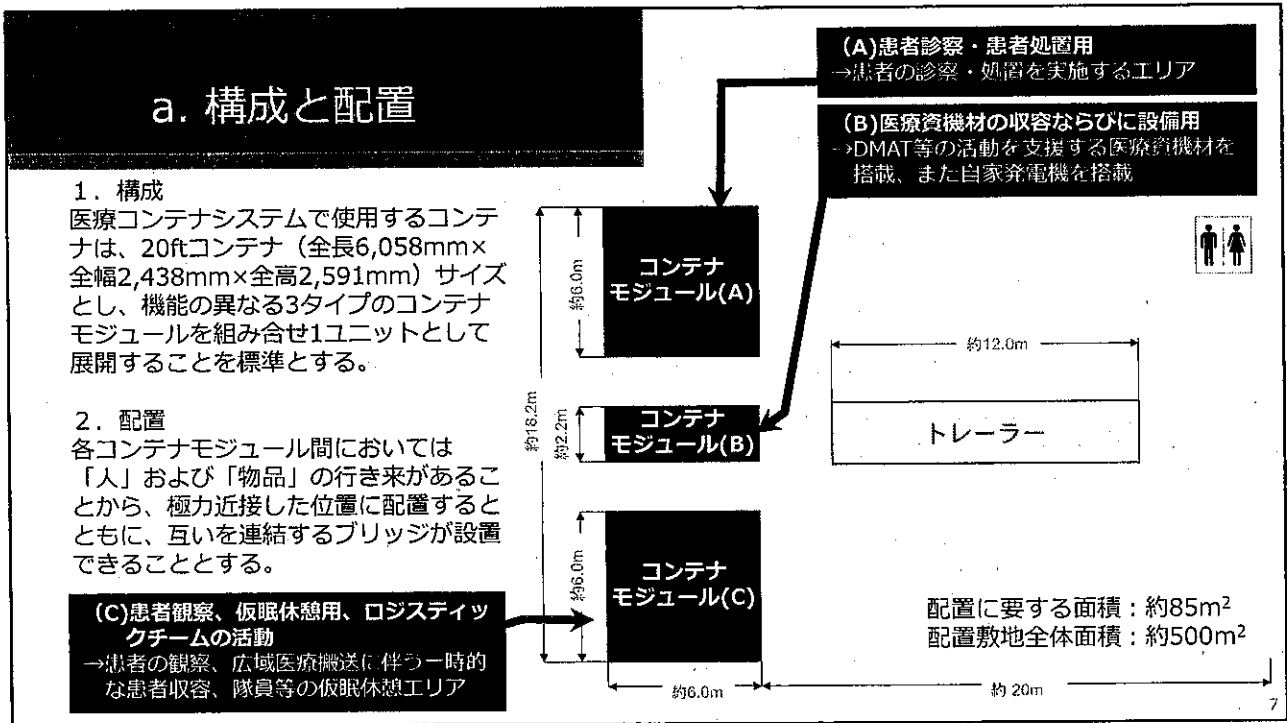 a. 構成と配置
(A)患者診察・患者処置用
→患者の診察・処置を実施するエリア
(B)医療資機材の収容ならびに設備用
→DMAT等の活動を支援する医療資機材を
搭載、また自家発電機を搭載
1．構成
医療コンテナシステムで使用するコンテ
ナは、20ftコンテナ（全長6,058mm×
全幅2,438mm×全高2,591mm）サイズ
とし、機能の異なる3タイプのコンテナ
モジュールを組み合せ1ユニットとして
展開することを標準とする。
2．配置
各コンテナモジュール間においては
「人」および「物品」の行き来があるこ
とから、極力近接した位置に配置すると
ともに、互いを連結するブリッジが設置
できることとする。
(C)患者観察、仮眠休憩用、ロジスティッ
クチームの活動
→患者の観察、広域医療搬送に伴う一時的
な患者収容、隊員等の仮眠休憩エリア
約18.2m
約6.0m
コンテナ
モジュール(A)
約2.2m
コンテナ
モジュール(B)
約6.0m
コンテナ
モジュール(C)
約12.0m
トレーラー
配置に要する面積：約85m²
配置敷地全体面積：約500m²
約6.0m
約 20m
7